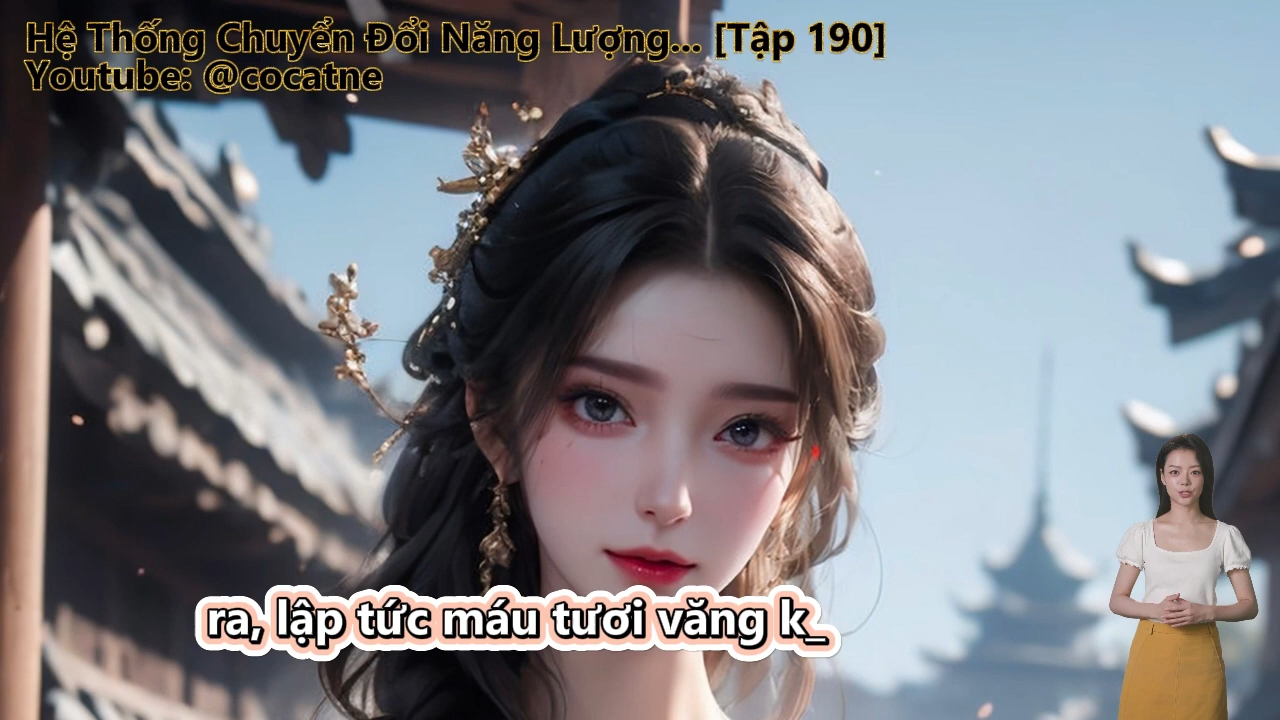 Hệ Thống Chuyển Đổi Năng Lượng... [Tập 190]
Youtube: @cocatne
ra, lập tức máu tươi văng k_